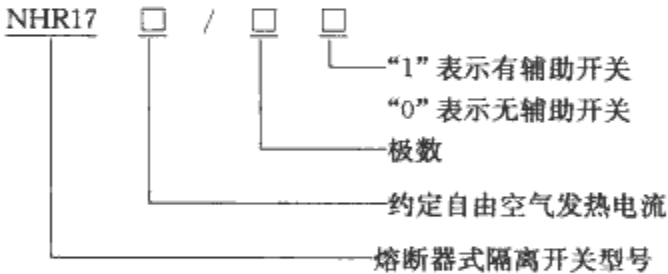 NHR17 □ / □ □
“1”表示有辅助开关
“0”表示无辅助开关
极数
约定自由空气发热电流
熔断器式隔离开关型号